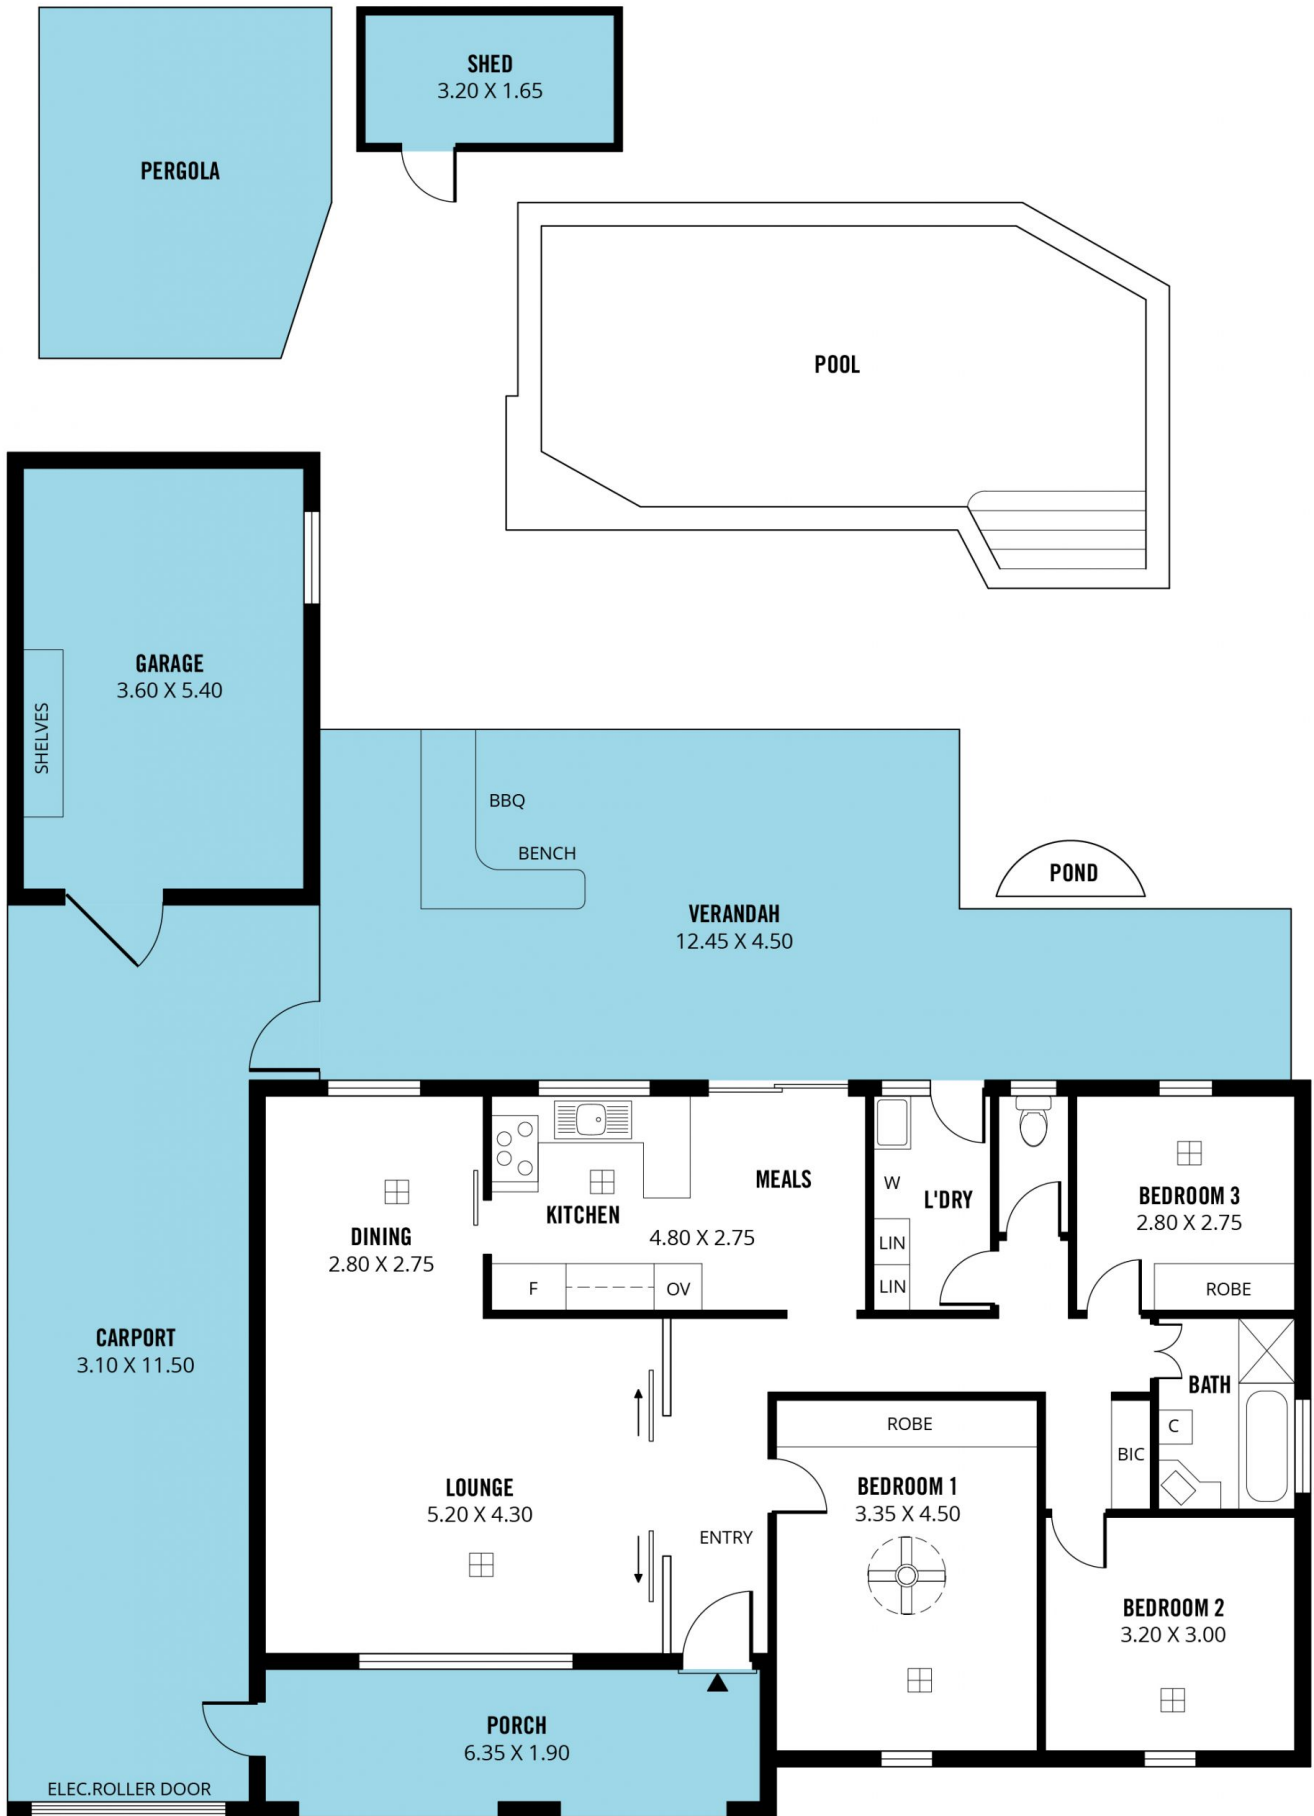 SHED
3.20 X 1.65
PERGOLA
POOL
GARAGE
3.60 X 5.40
SHELVES
BBQ
BENCH
POND
VERANDAH
12.45 X 4.50
MEALS
W
L'DRY
BEDROOM 3
2.80 X 2.75
KITCHEN
4.80 X 2.75
DINING
2.80 X 2.75
LIN
LIN
F
OV
ROBE
CARPORT
3.10 X 11.50
BATH
ROBE
C
BIC
LOUNGE
5.20 X 4.30
BEDROOM 1
3.35 X 4.50
ENTRY
BEDROOM 2
3.20 X 3.00
PORCH
6.35 X 1.90
ELEC.ROLLER DOOR